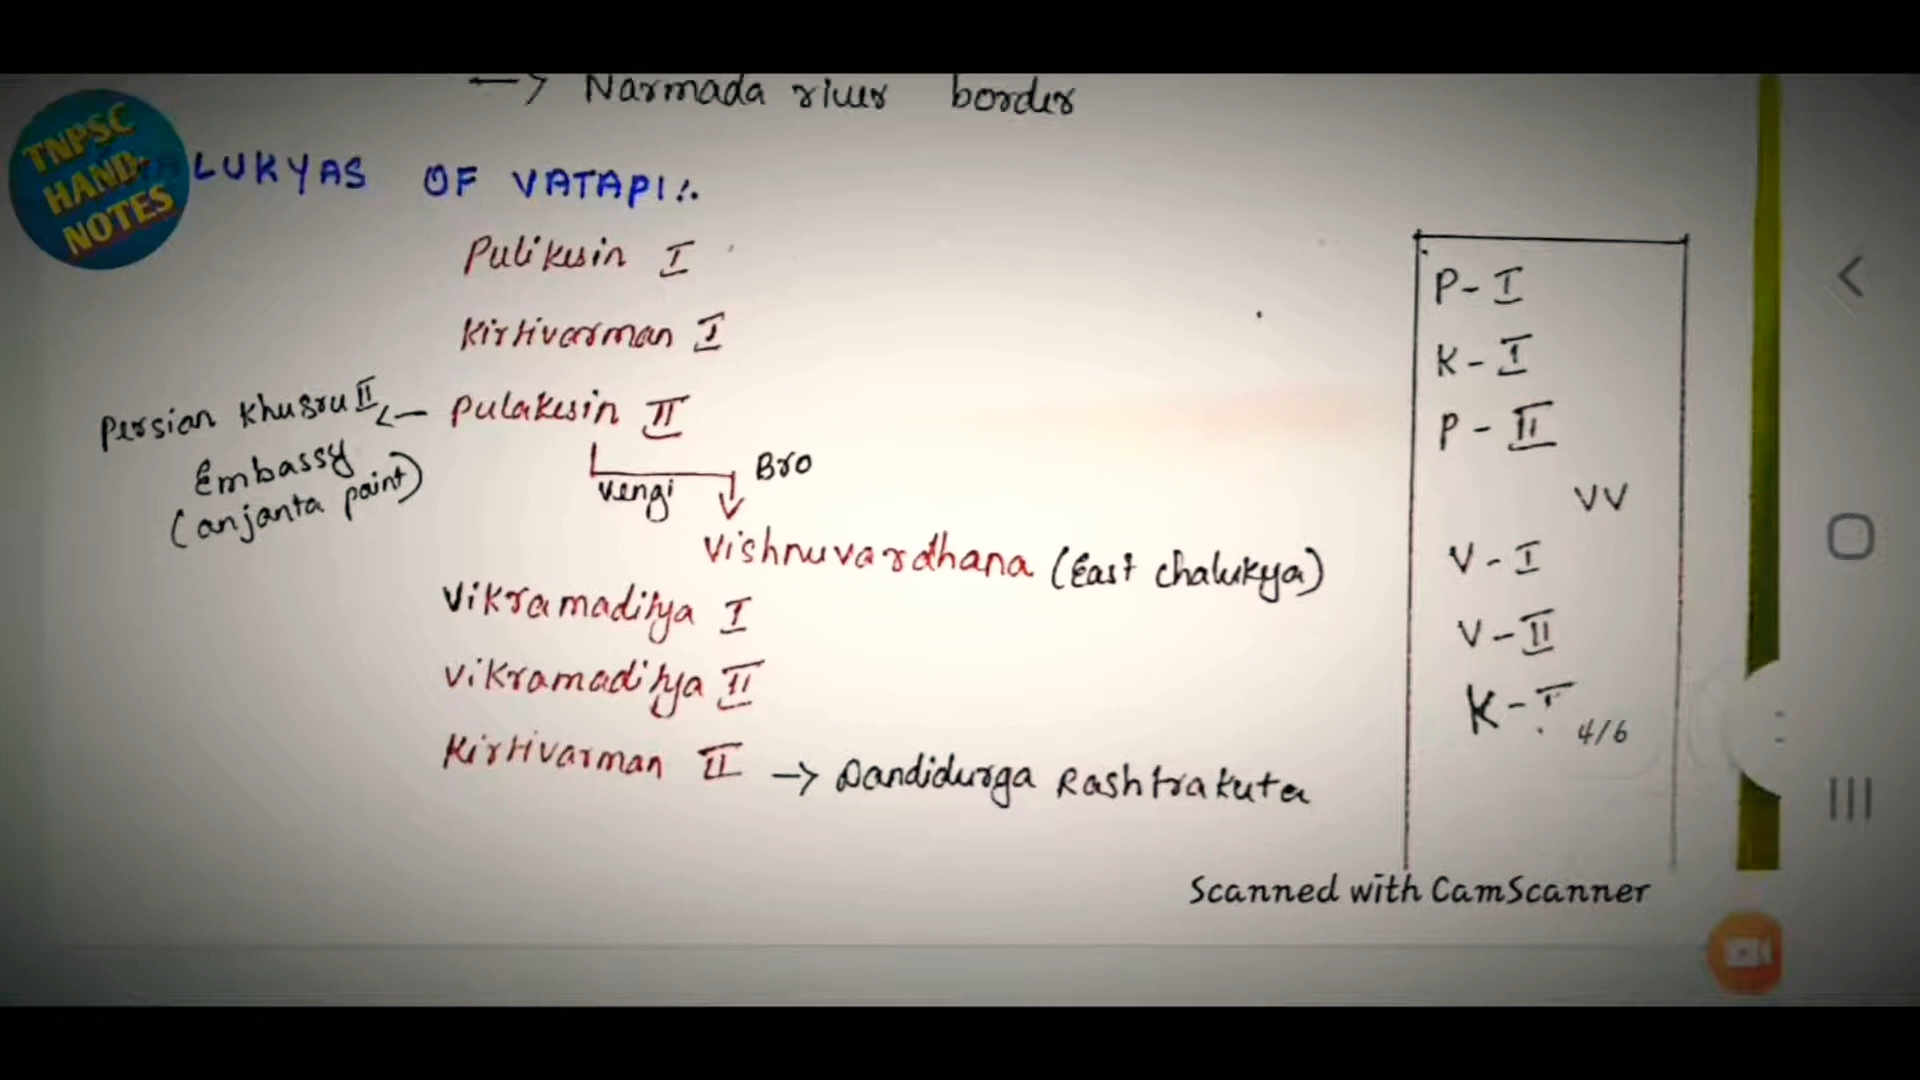 → Narmada river border
TNPSC
HAND-
NOTES
ALUKYAS OF VATAPI:.
Pulikesin I
Kirtivarman I
Persian Khusru II ← Pulakesin II
Embassy
(anjanta paint)
Vengi
Bro
Vishnuvardhana (East chalukya)
Vikramaditya I
Vikramaditya II
Kirtivarman II → Dandidurga Rashtrakuta
P-I
K-I
P-II
VV
V-I
V-II
K-
4/6
Scanned with CamScanner